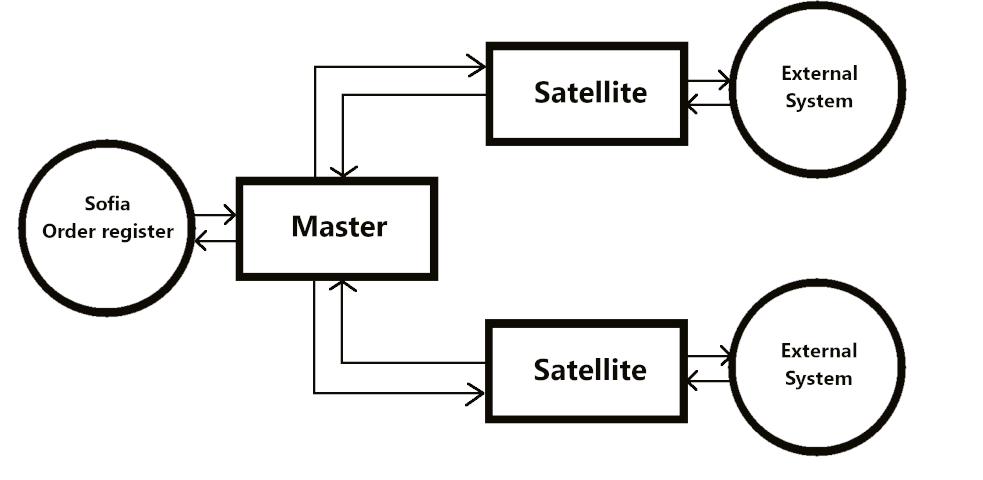 Sofia
Order register
Master
Satellite
External
System
Satellite
External
System